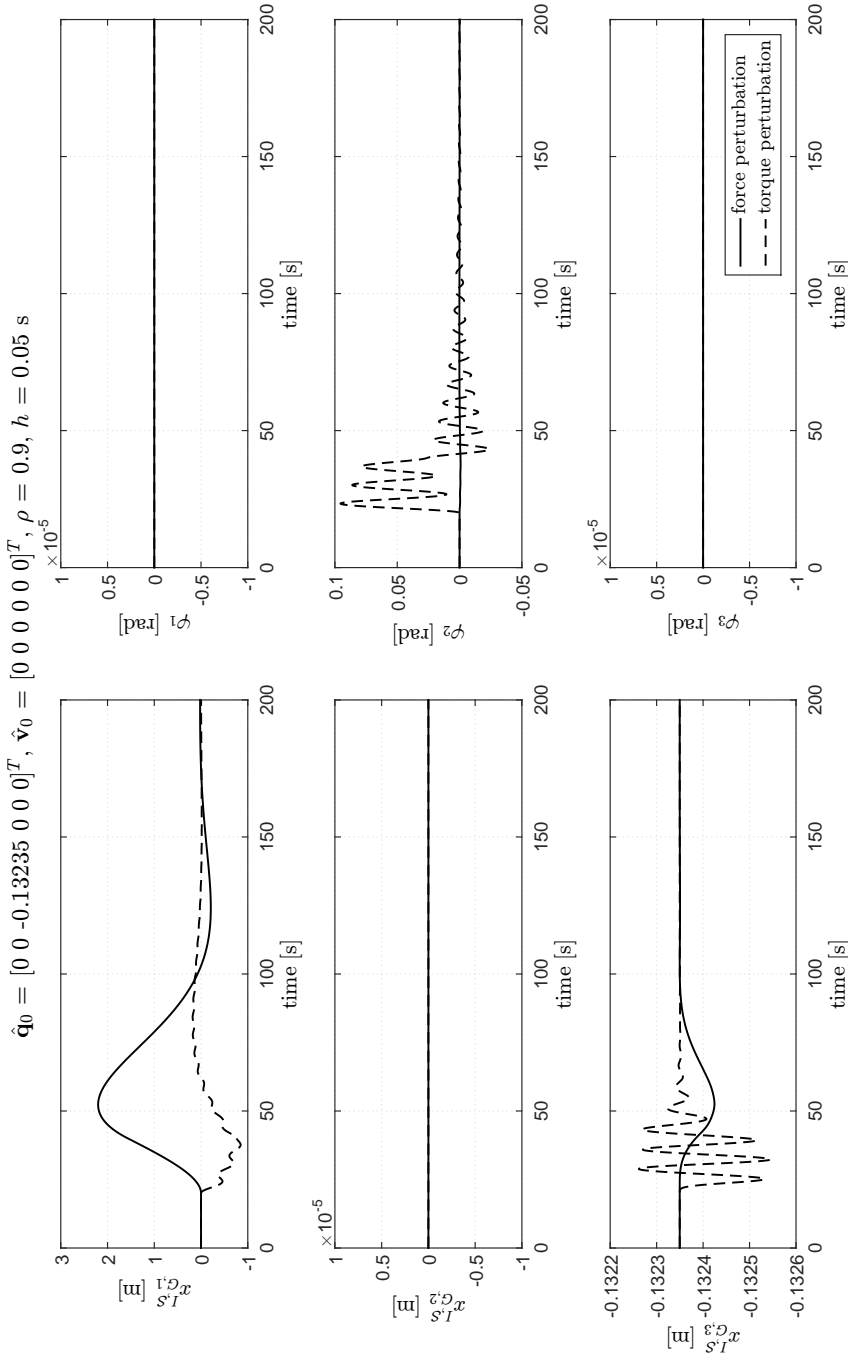 q̂₀ = [0 0 -0.13235 0 0 0]ᵀ, v̂₀ = [0 0 0 0 0 0]ᵀ, ρ = 0.9, h = 0.05 s
x_{G,1}^{I,S} [m]
3
2
1
0
-1
0 50 100 150 200
time [s]
φ₁ [rad]
×10⁻⁵
1
0.5
0
-0.5
-1
0 50 100 150 200
time [s]
x_{G,2}^{I,S} [m]
×10⁻⁵
1
0.5
0
-0.5
-1
0 50 100 150 200
time [s]
φ₂ [rad]
0.1
0.05
0
-0.05
0 50 100 150 200
time [s]
x_{G,3}^{I,S} [m]
-0.1322
-0.1323
-0.1324
-0.1325
-0.1326
0 50 100 150 200
time [s]
φ₃ [rad]
×10⁻⁵
1
0.5
0
-0.5
-1
0 50 100 150 200
time [s]
force perturbation
torque perturbation